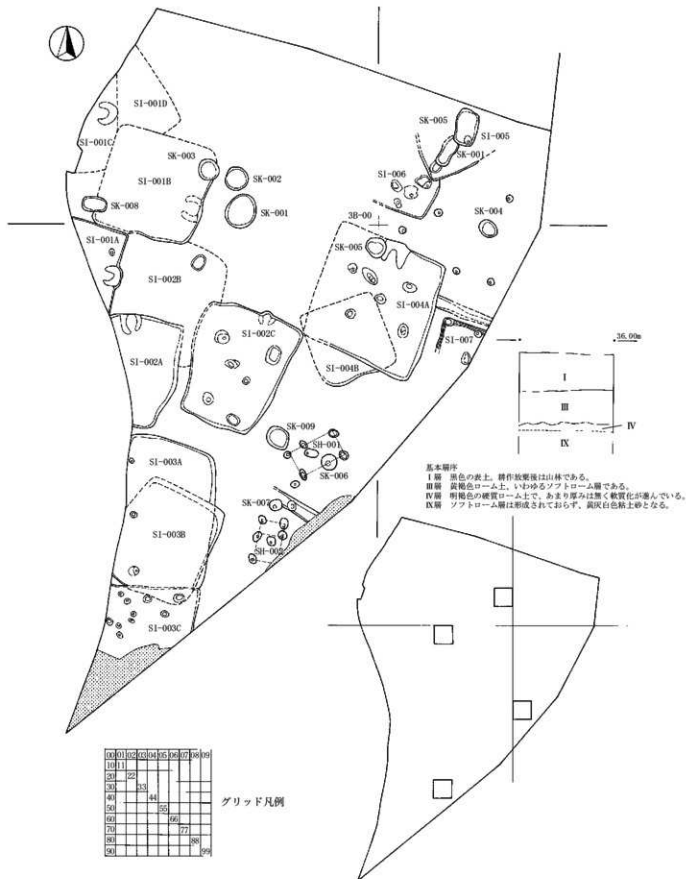 SI-001D
SK-005
SI-005
SI-001C
SK-003
SK-001
SI-006
SI-001B
SK-002
SK-008
SK-001
SK-004
3B-00
SI-001A
SK-005
SI-002B
SI-004A
SI-002C
36.00m
SI-007
SI-002A
SI-004B
I
III
IV
IX
SK-009
SH-001
SI-003A
SK-006
基本層序
I層 黒色の表土。耕作放棄後は山林である。
III層 黄褐色ローム土、いわゆるソフトローム層である。
IV層 明褐色の硬質ローム土で、あまり厚みは無く軟質化が進んでいる。
IX層 ソフトローム層は形成されておらず、黄灰白色粘土砂となる。
SK-007
SI-003B
SH-002
SI-003C
00 01 02 03 04 05 06 07 08 09
10 11
20 22
30 33
40 44
50 55
60 66
70 77
80 88
90 99
グリッド凡例